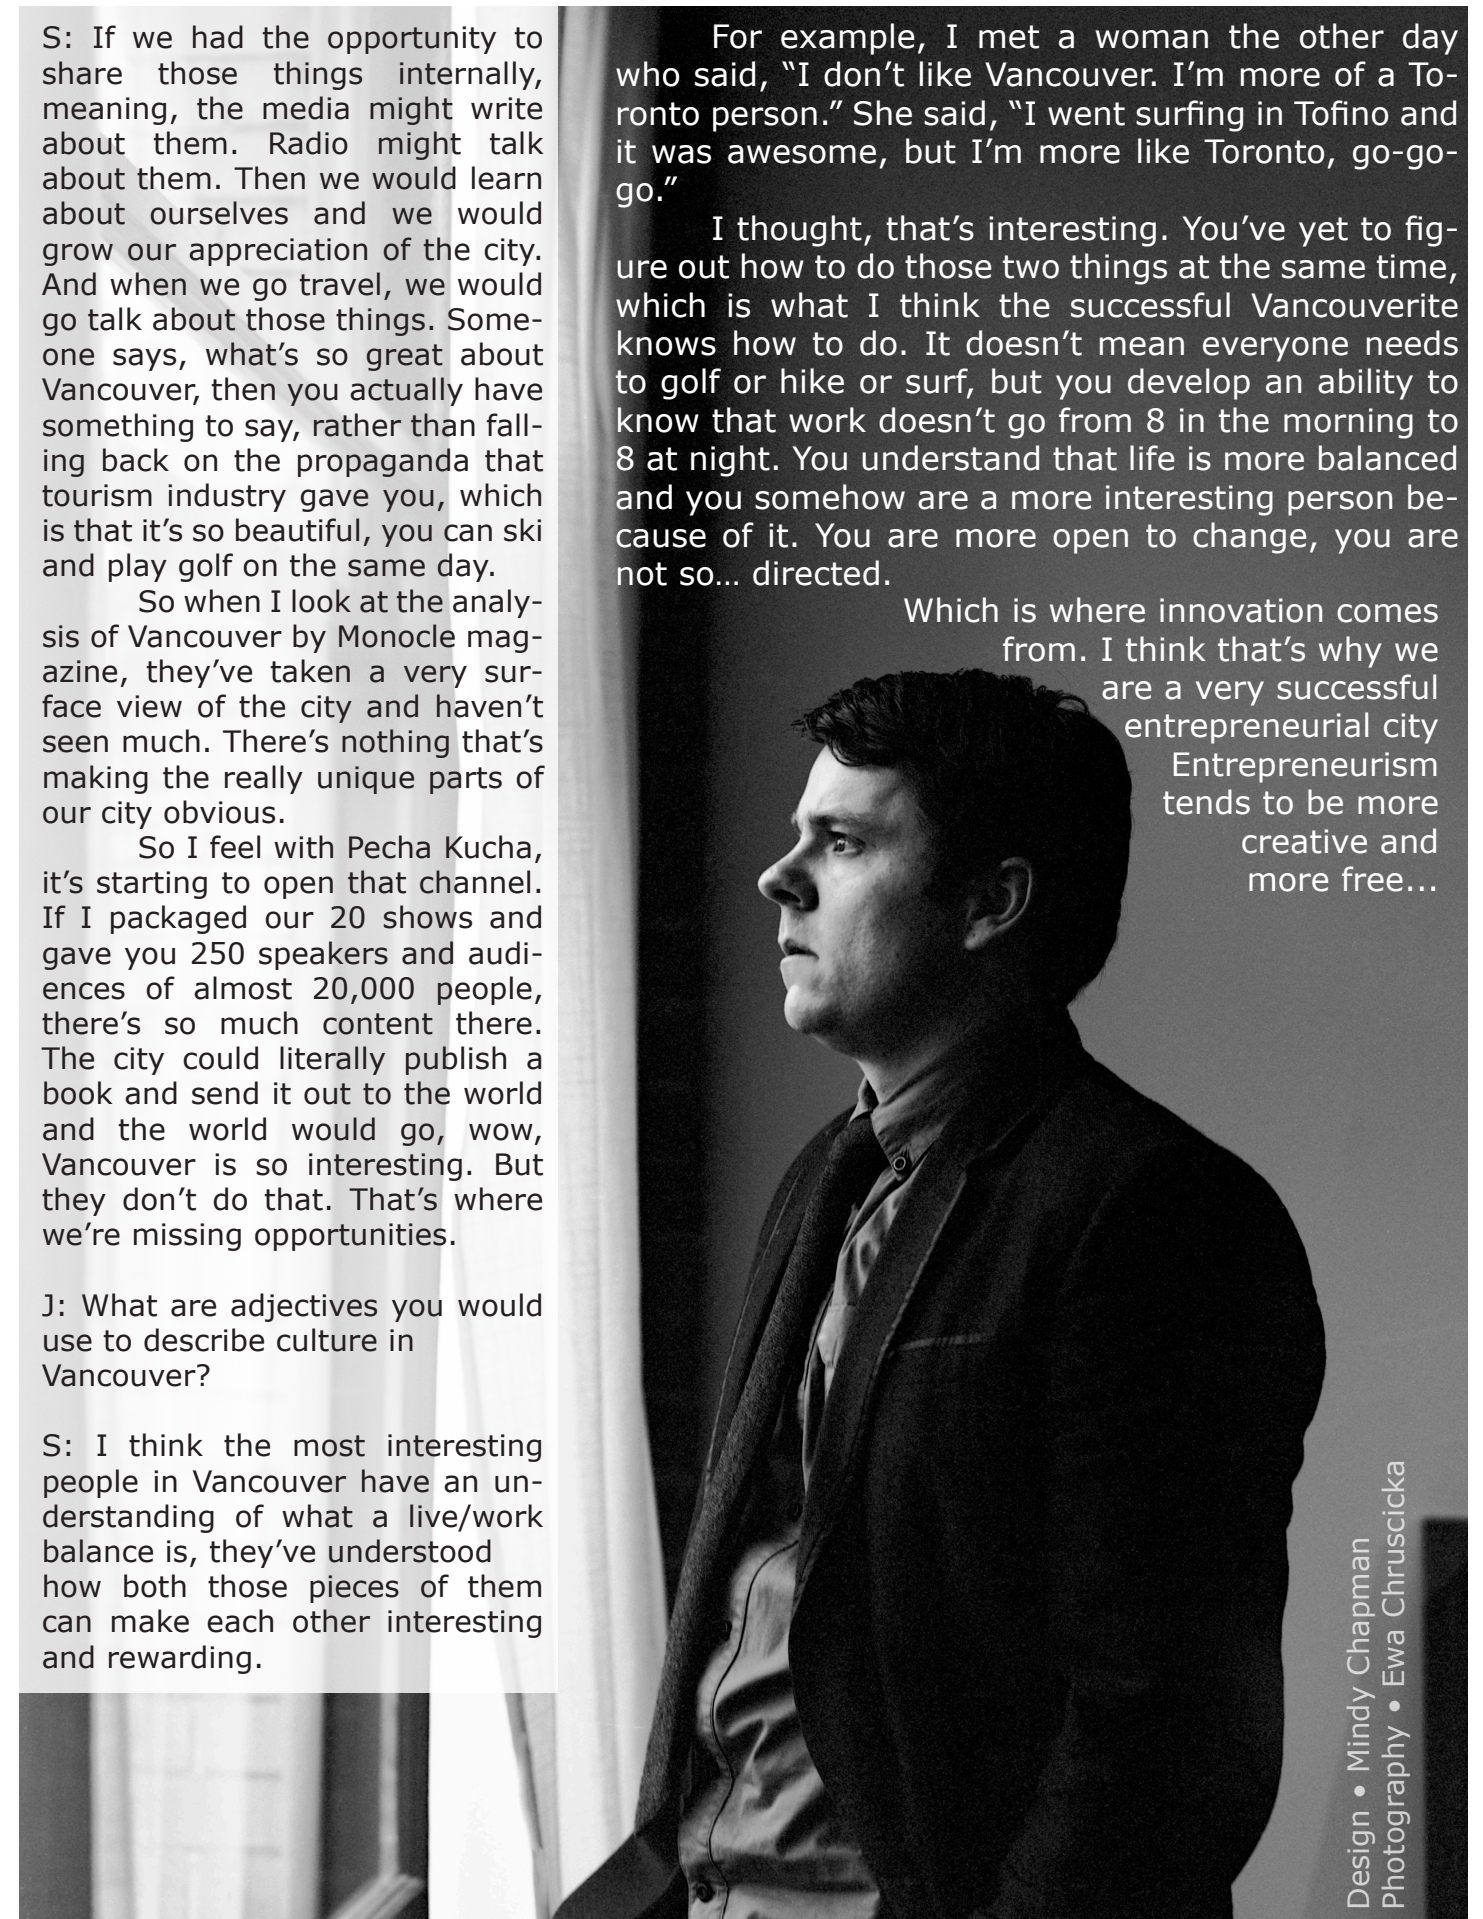 S: If we had the opportunity to
share those things internally,
meaning, the media might write
about them. Radio might talk
about them. Then we would learn
about ourselves and we would
grow our appreciation of the city.
And when we go travel, we would
go talk about those things. Some-
one says, what's so great about
Vancouver, then you actually have
something to say, rather than fall-
ing back on the propaganda that
tourism industry gave you, which
is that it's so beautiful, you can ski
and play golf on the same day.
So when I look at the analy-
sis of Vancouver by Monocle mag-
azine, they've taken a very sur-
face view of the city and haven't
seen much. There's nothing that's
making the really unique parts of
our city obvious.
So I feel with Pecha Kucha,
it's starting to open that channel.
If I packaged our 20 shows and
gave you 250 speakers and audi-
ences of almost 20,000 people,
there's so much content there.
The city could literally publish a
book and send it out to the world
and the world would go, wow,
Vancouver is so interesting. But
they don't do that. That's where
we're missing opportunities.
J: What are adjectives you would
use to describe culture in
Vancouver?
S: I think the most interesting
people in Vancouver have an un-
derstanding of what a live/work
balance is, they've understood
how both those pieces of them
can make each other interesting
and rewarding.
For example, I met a woman the other day
who said, “I don't like Vancouver. I'm more of a To-
ronto person.” She said, “I went surfing in Tofino and
it was awesome, but I'm more like Toronto, go-go-
go.”
I thought, that's interesting. You've yet to fig-
ure out how to do those two things at the same time,
which is what I think the successful Vancouverite
knows how to do. It doesn't mean everyone needs
to golf or hike or surf, but you develop an ability to
know that work doesn't go from 8 in the morning to
8 at night. You understand that life is more balanced
and you somehow are a more interesting person be-
cause of it. You are more open to change, you are
not so… directed.
Which is where innovation comes
from. I think that's why we
are a very successful
entrepreneurial city
Entrepreneurism
tends to be more
creative and
more free...
Design • Mindy Chapman
Photography • Ewa Chruscicka